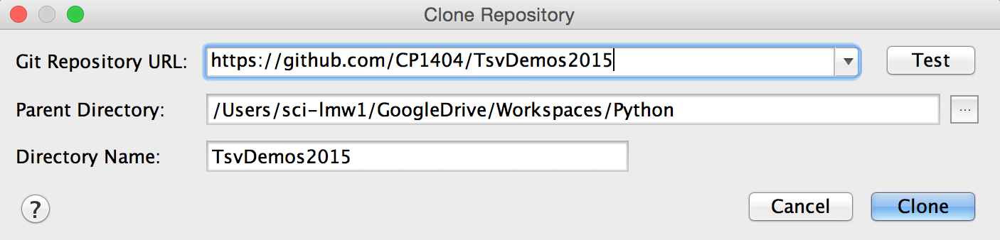 Clone Repository
Git Repository URL: https://github.com/CP1404/TsvDemos2015 Test
Parent Directory: /Users/sci-lmw1/GoogleDrive/Workspaces/Python ...
Directory Name: TsvDemos2015
? Cancel Clone